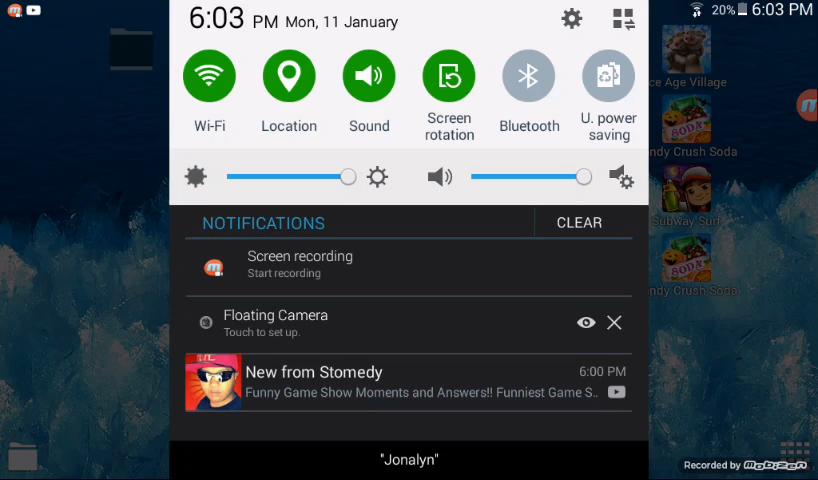 6:03 PM Mon, 11 January
20% 6:03 PM
Wi-Fi
Location
Sound
Screen rotation
Bluetooth
U. power saving
NOTIFICATIONS
CLEAR
Screen recording
Start recording
Floating Camera
Touch to set up.
New from Stomedy
6:00 PM
Funny Game Show Moments and Answers!! Funniest Game S..
"Jonalyn"
ce Age Village
ndy Crush Soda
Subway Surf
ndy Crush Soda
SODA
SODA
Recorded by mobizen